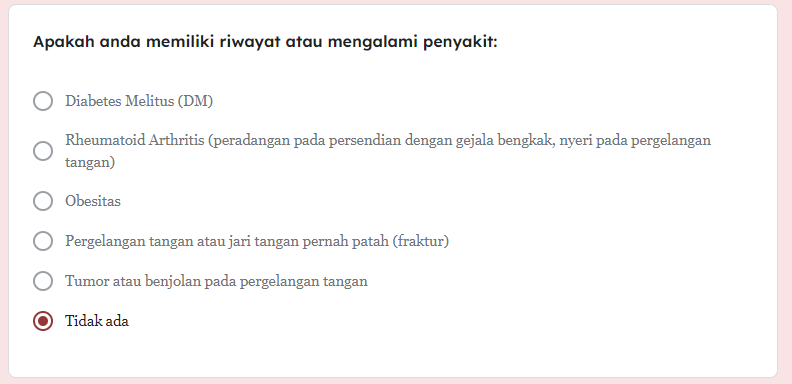 Apakah anda memiliki riwayat atau mengalami penyakit:
Diabetes Melitus (DM)
Rheumatoid Arthritis (peradangan pada persendian dengan gejala bengkak, nyeri pada pergelangan
tangan)
Obesitas
Pergelangan tangan atau jari tangan pernah patah (fraktur)
Tumor atau benjolan pada pergelangan tangan
Tidak ada